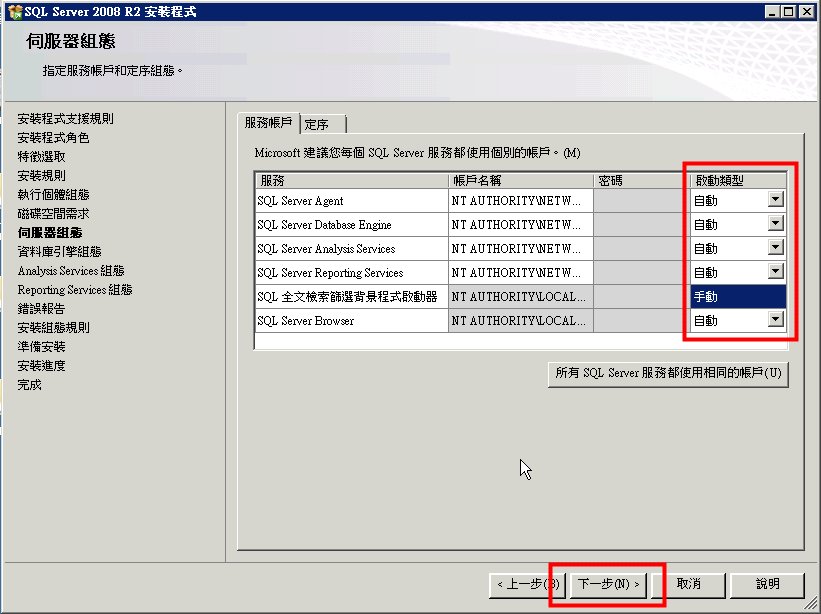 SQL Server 2008 R2 安裝程式
伺服器組態
指定服務帳戶和定序組態。
安裝程式支援規則
安裝程式角色
特徵選取
安裝規則
執行個體組態
磁碟空間需求
伺服器組態
資料庫引擎組態
Analysis Services 組態
Reporting Services 組態
錯誤報告
安裝組態規則
準備安裝
安裝進度
完成
服務帳戶 定序
Microsoft 建議您每個 SQL Server 服務都使用個別的帳戶。(M)
服務 帳戶名稱 密碼 啟動類型
SQL Server Agent NT AUTHORITY\NETW... 自動
SQL Server Database Engine NT AUTHORITY\NETW... 自動
SQL Server Analysis Services NT AUTHORITY\NETW... 自動
SQL Server Reporting Services NT AUTHORITY\NETW... 自動
SQL 全文檢索篩選背景程式啟動器 NT AUTHORITY\LOCAL... 手動
SQL Server Browser NT AUTHORITY\LOCAL... 自動
所有 SQL Server 服務都使用相同的帳戶(U)
< 上一步(B) 下一步(N) > 取消 說明